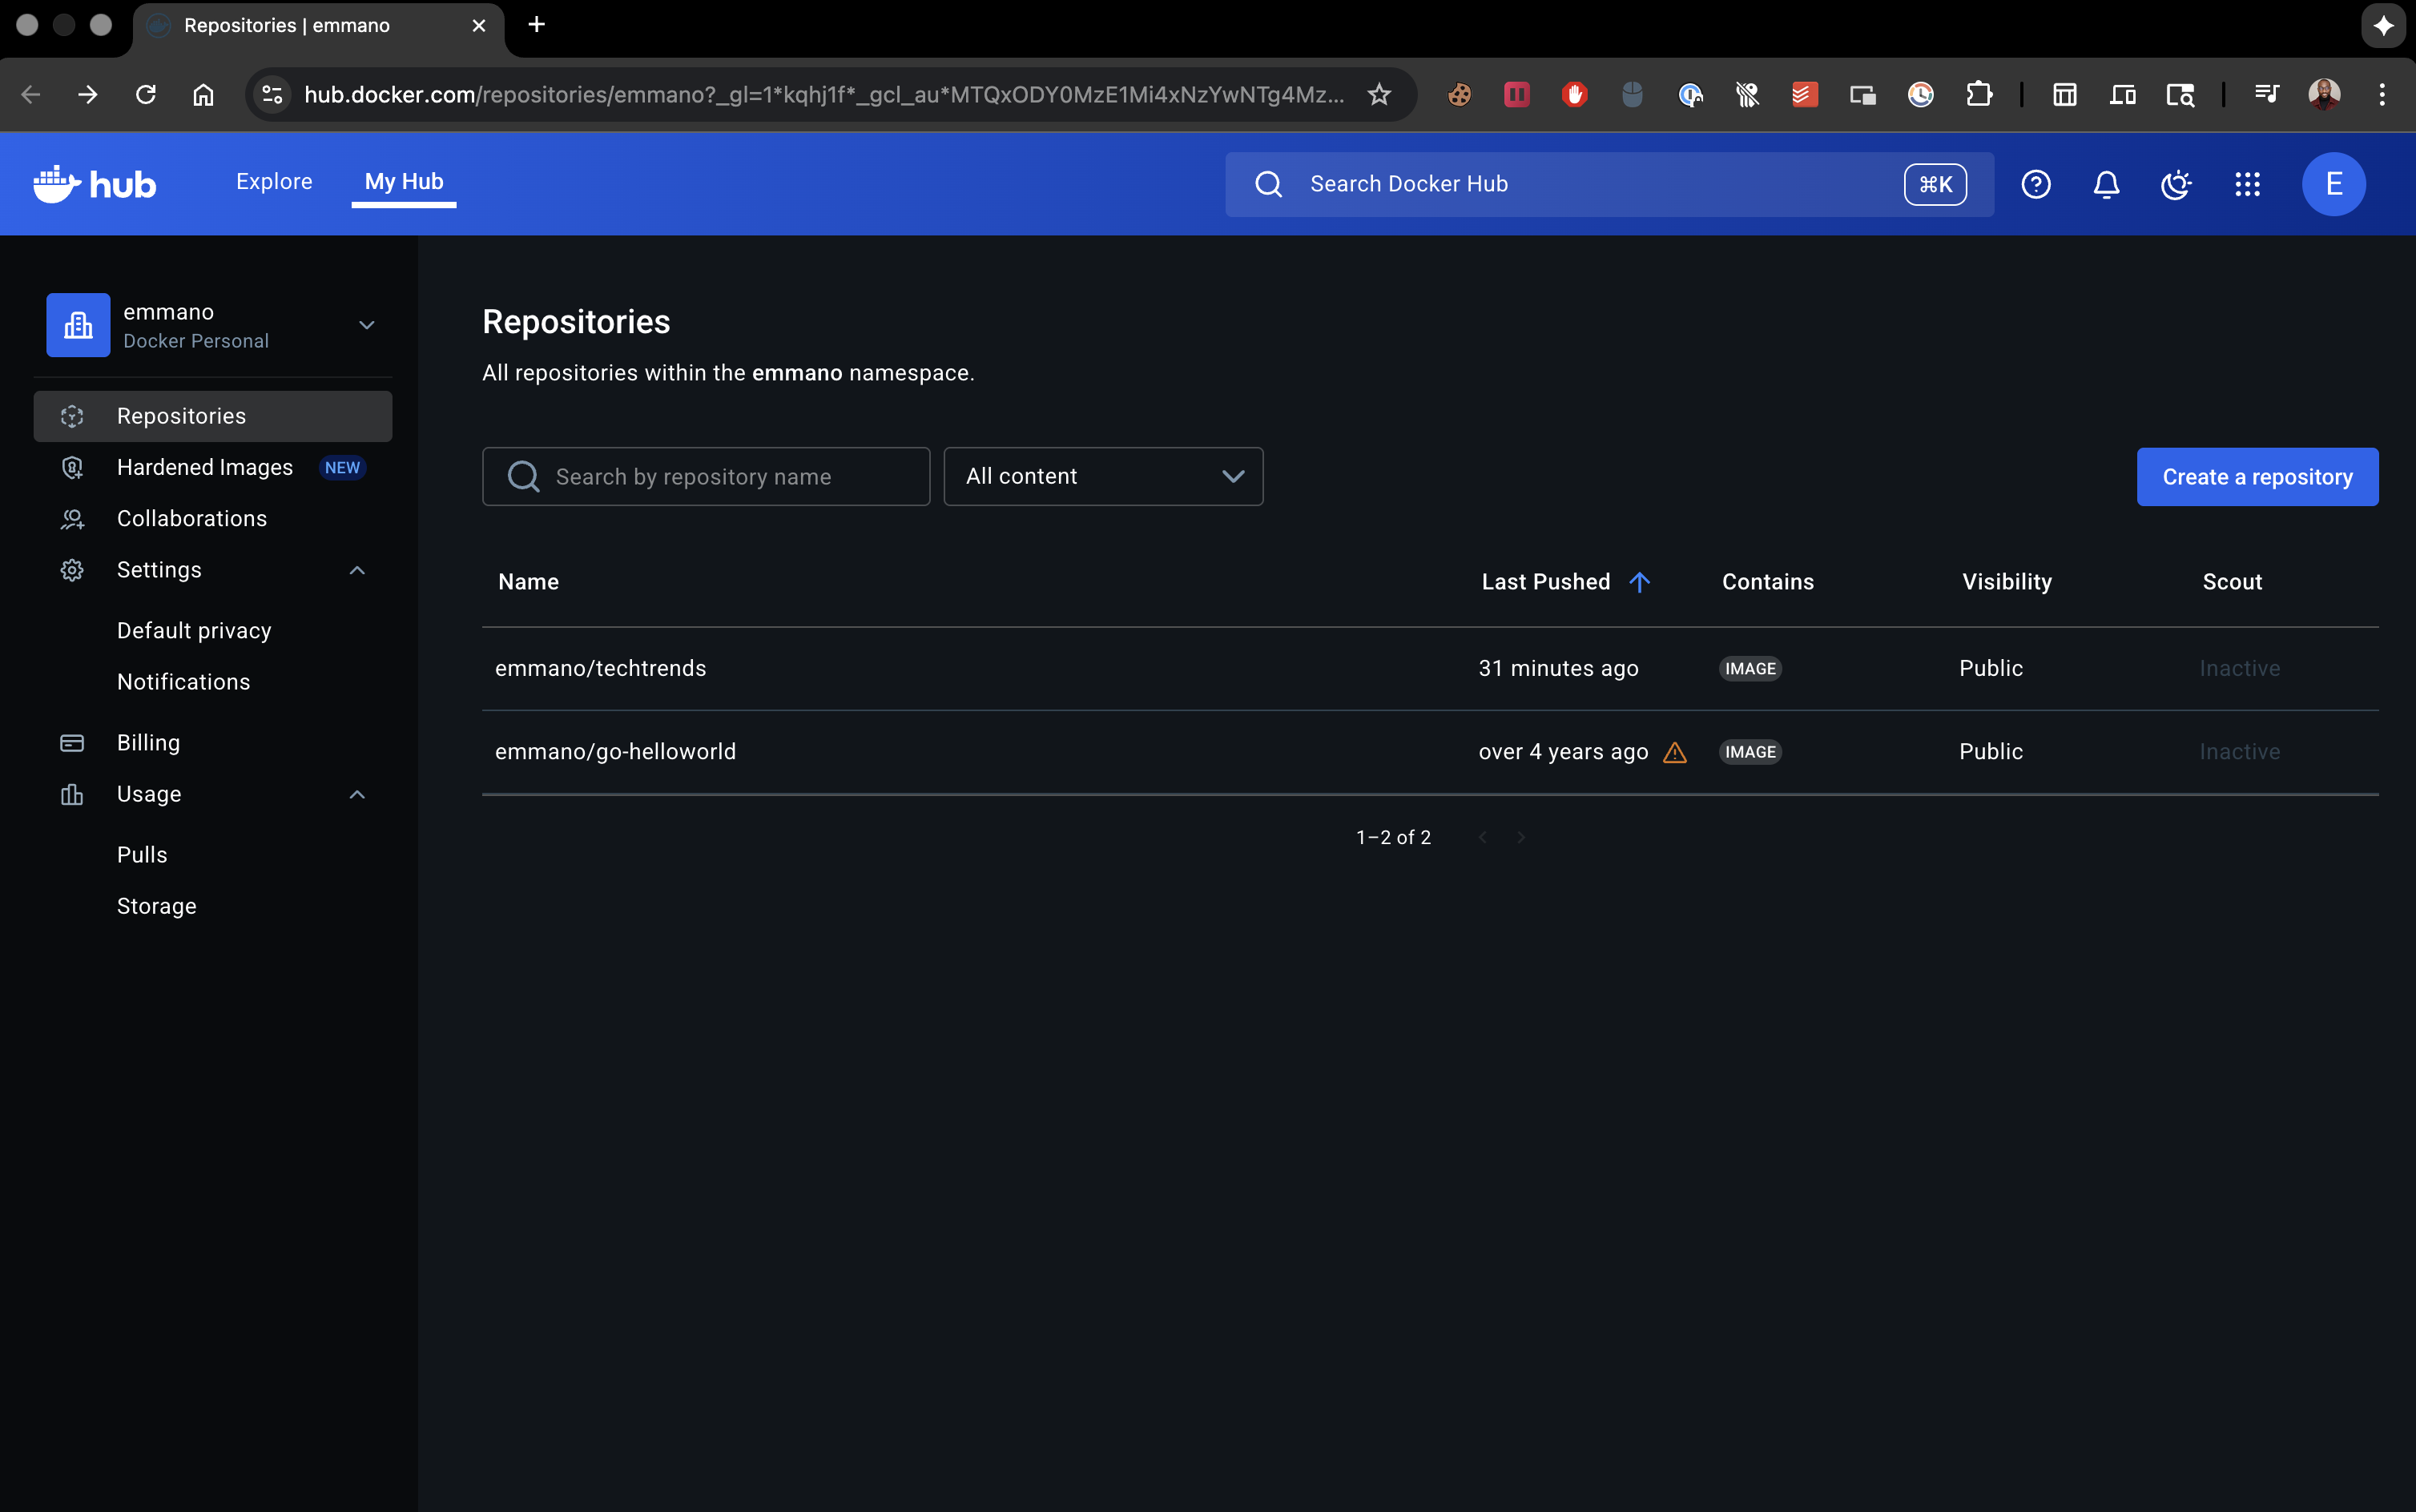 Repositories | emmano
hub.docker.com/repositories/emmano?_gl=1*kqhj1f*_gcl_au*MTQxODY0MzE1Mi4xNzYwNTg4Mz...
hub
Explore
My Hub
Search Docker Hub
⌘K
E
emmano
Docker Personal
Repositories
Hardened Images NEW
Collaborations
Settings
Default privacy
Notifications
Billing
Usage
Pulls
Storage
Repositories
All repositories within the emmano namespace.
Search by repository name
All content
Create a repository
Name Last Pushed Contains Visibility Scout
emmano/techtrends 31 minutes ago IMAGE Public Inactive
emmano/go-helloworld over 4 years ago IMAGE Public Inactive
1–2 of 2